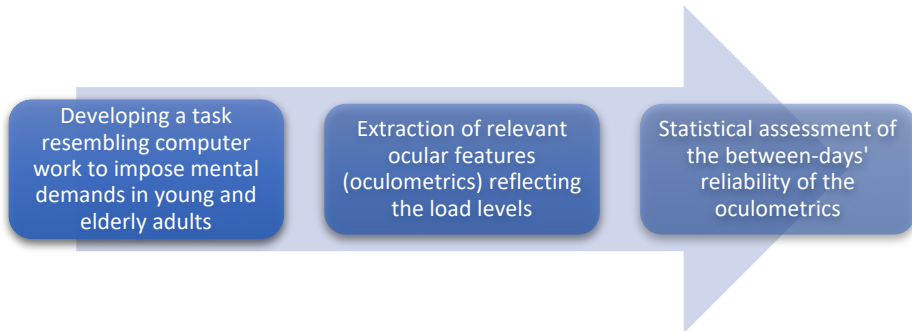 Developing a task
resembling computer
work to impose mental
demands in young and
elderly adults
Extraction of relevant
ocular features
(oculometrics) reflecting
the load levels
Statistical assessment of
the between-days'
reliability of the
oculometrics